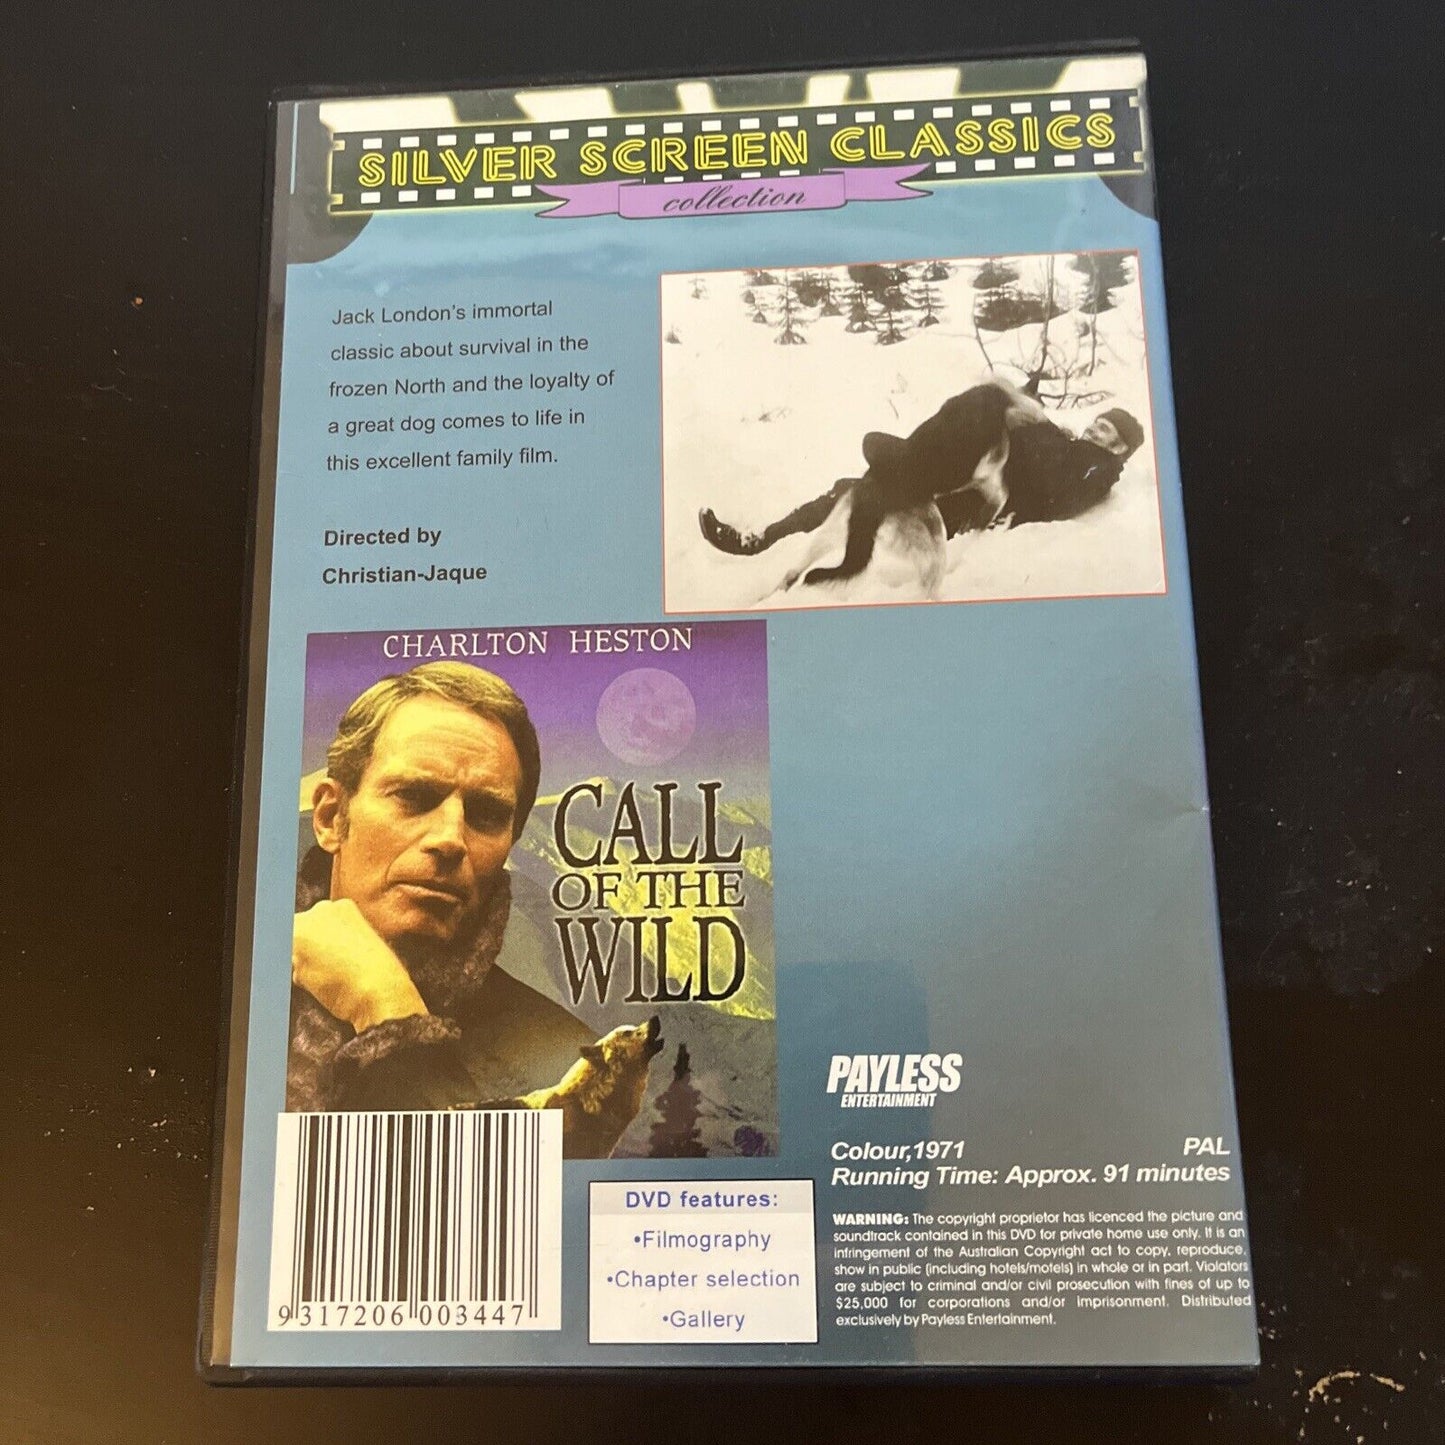 SILVER SCREEN CLASSICS
collection
Jack London's immortal
classic about survival in the
frozen North and the loyalty of
a great dog comes to life in
this excellent family film.
Directed by
Christian-Jaque
CHARLTON HESTON
CALL
OF THE
WILD
PAYLESS
ENTERTAINMENT
Colour,1971 PAL
Running Time: Approx. 91 minutes
WARNING: The copyright proprietor has licenced the picture and
soundtrack contained in this DVD for private home use only. It is an
infringement of the Australian Copyright act to copy, reproduce,
show in public (including hotels/motels) in whole or in part. Violators
are subject to criminal and/or civil prosecution with fines of up to
$25,000 for corporations and/or imprisonment. Distributed
exclusively by Payless Entertainment.
DVD features:
•Filmography
•Chapter selection
•Gallery
9 317206 003447